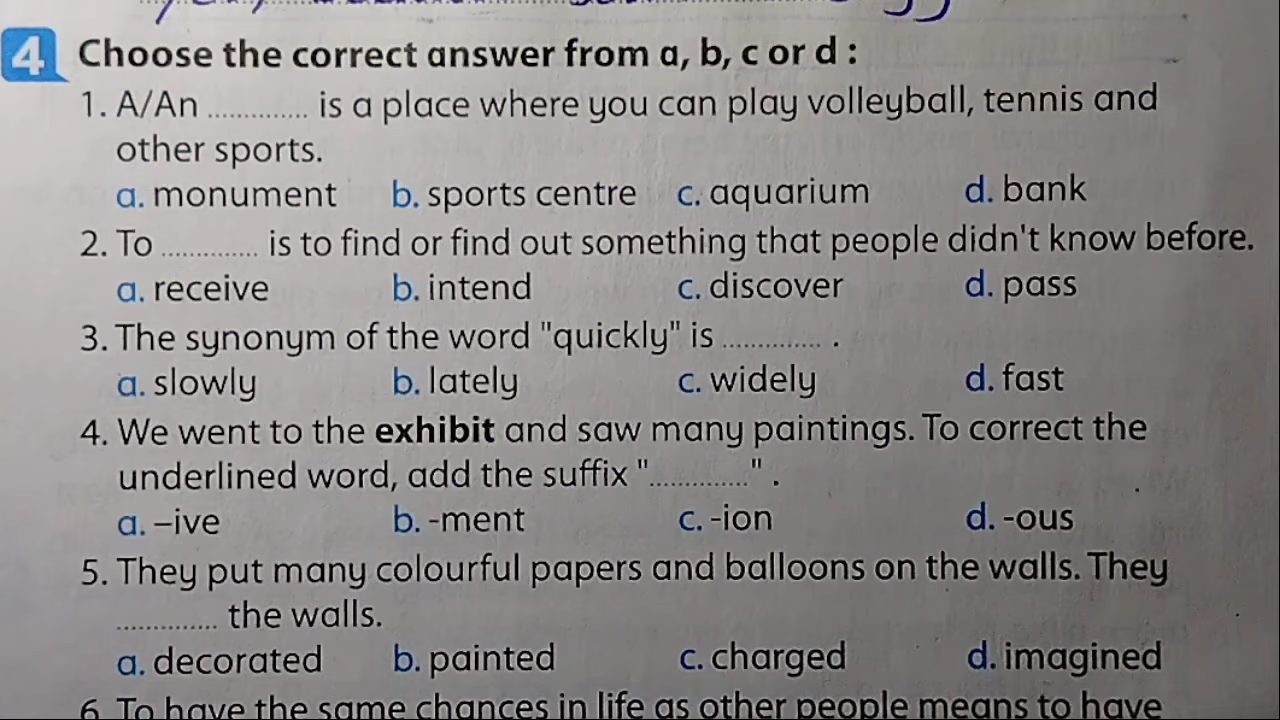 4 Choose the correct answer from a, b, c or d :
1. A/An ............. is a place where you can play volleyball, tennis and
other sports.
a. monument b. sports centre c. aquarium d. bank
2. To ............. is to find or find out something that people didn't know before.
a. receive b. intend c. discover d. pass
3. The synonym of the word "quickly" is ............. .
a. slowly b. lately c. widely d. fast
4. We went to the exhibit and saw many paintings. To correct the
underlined word, add the suffix "............." .
a. –ive b. -ment c. -ion d. -ous
5. They put many colourful papers and balloons on the walls. They
............. the walls.
a. decorated b. painted c. charged d. imagined
6. To have the same chances in life as other people means to have